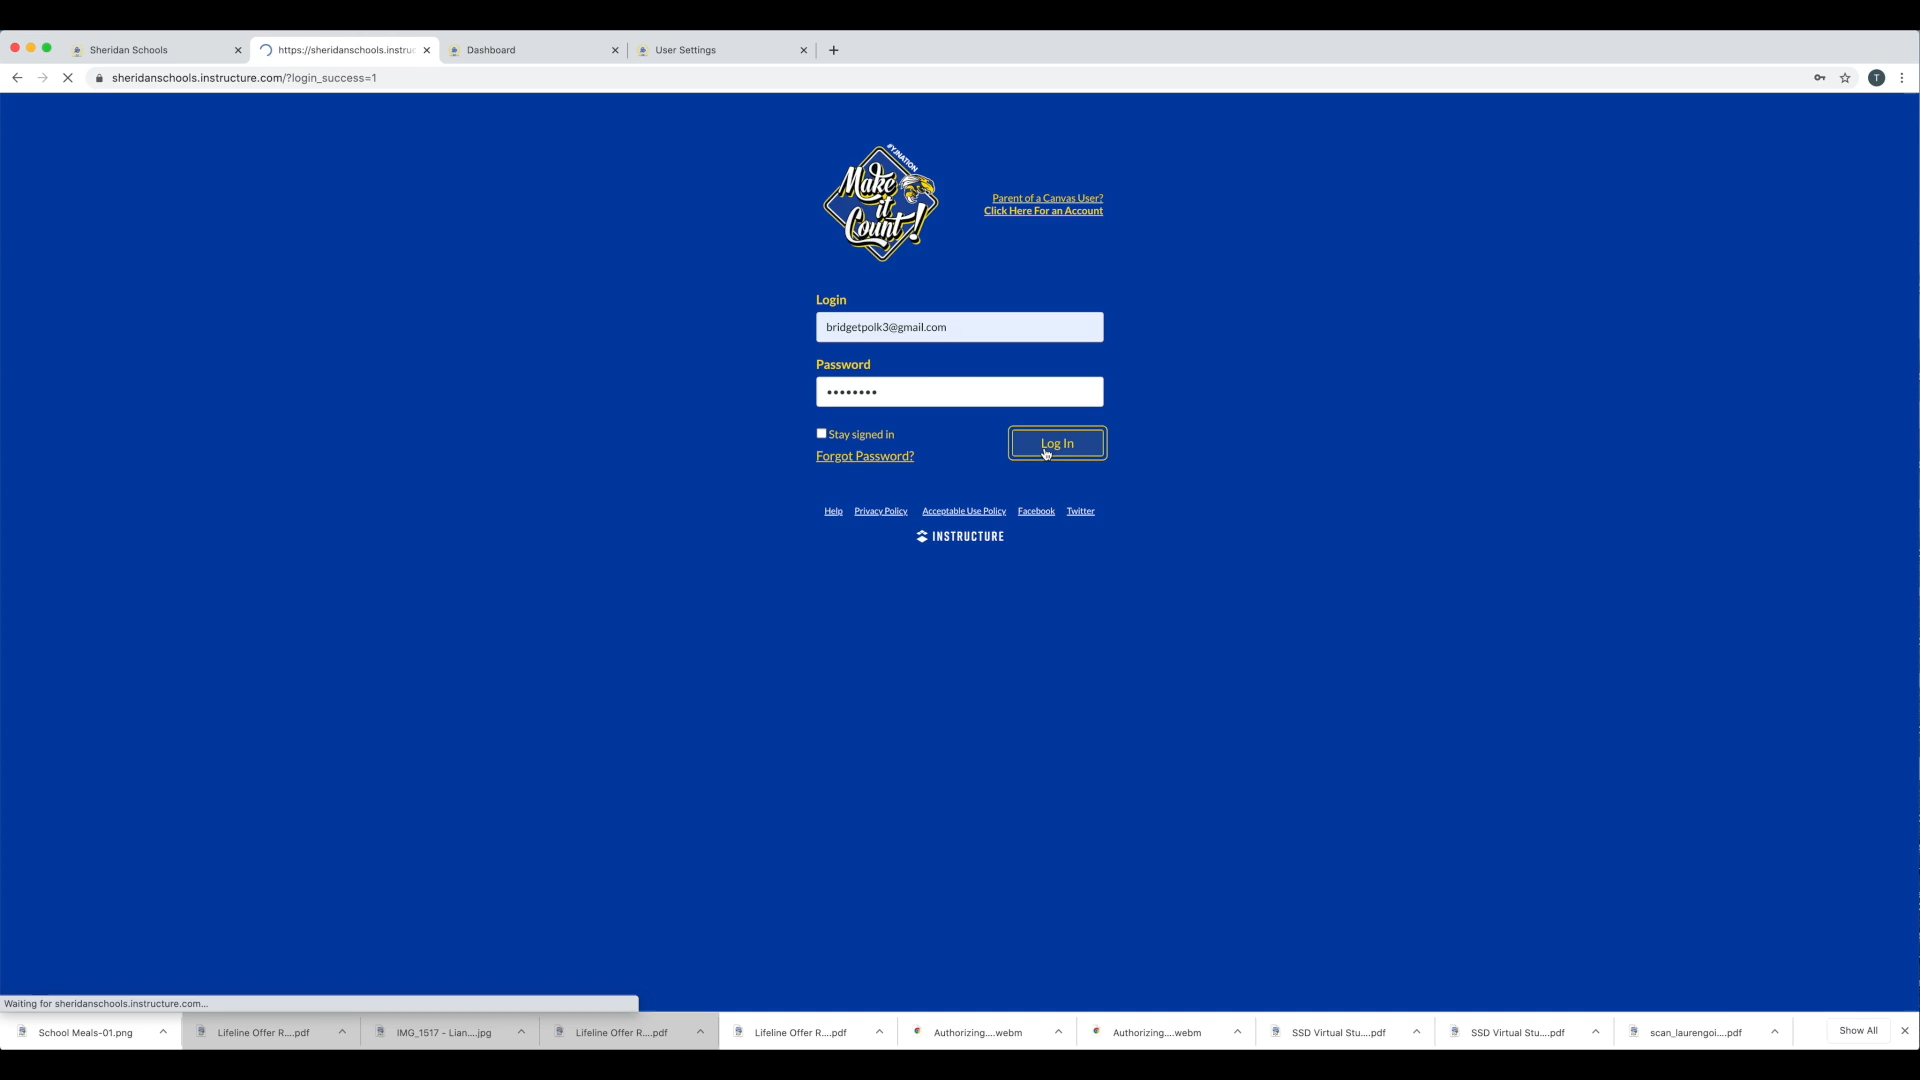 Sheridan Schools
https://sheridanschools.instruc
Dashboard
User Settings
sheridanschools.instructure.com/?login_success=1
T
#YJNATION
Make
it
Count!
Parent of a Canvas User?
Click Here For an Account
Login
bridgetpolk3@gmail.com
Password
Stay signed in
Log In
Forgot Password?
Help Privacy Policy Acceptable Use Policy Facebook Twitter
INSTRUCTURE
Waiting for sheridanschools.instructure.com...
School Meals-01.png
Lifeline Offer R....pdf
IMG_1517 - Lian....jpg
Lifeline Offer R....pdf
Lifeline Offer R....pdf
Authorizing....webm
Authorizing....webm
SSD Virtual Stu....pdf
SSD Virtual Stu....pdf
scan_laurengoi....pdf
Show All